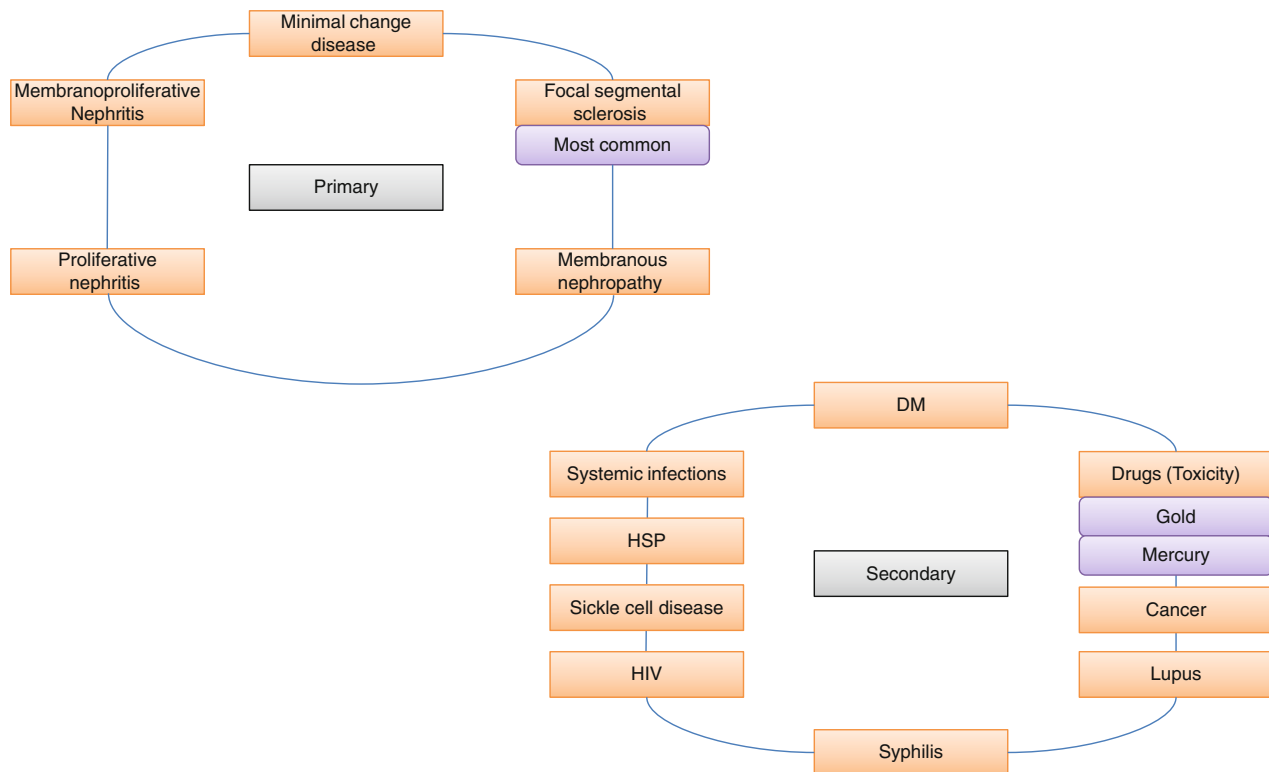 Minimal change
disease
Membranoproliferative
Nephritis
Focal segmental
sclerosis
Most common
Primary
Proliferative
nephritis
Membranous
nephropathy
DM
Systemic infections
Drugs (Toxicity)
Gold
HSP
Mercury
Secondary
Sickle cell disease
Cancer
HIV
Lupus
Syphilis